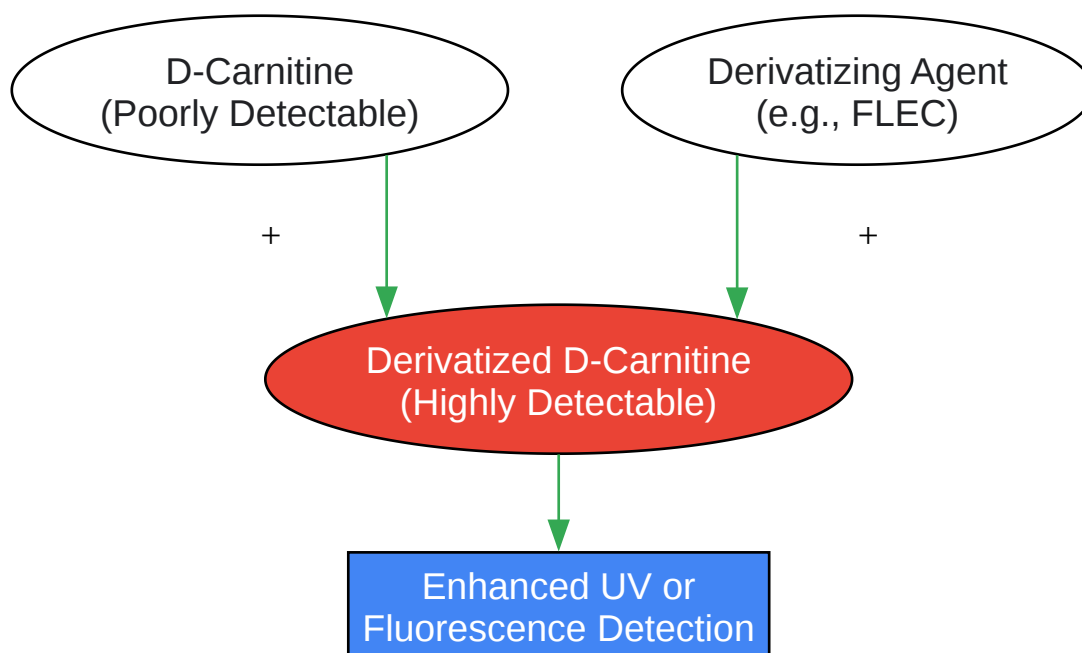 D-Carnitine
(Poorly Detectable)
Derivatizing Agent
(e.g., FLEC)
+
+
Derivatized D-Carnitine
(Highly Detectable)
Enhanced UV or
Fluorescence Detection